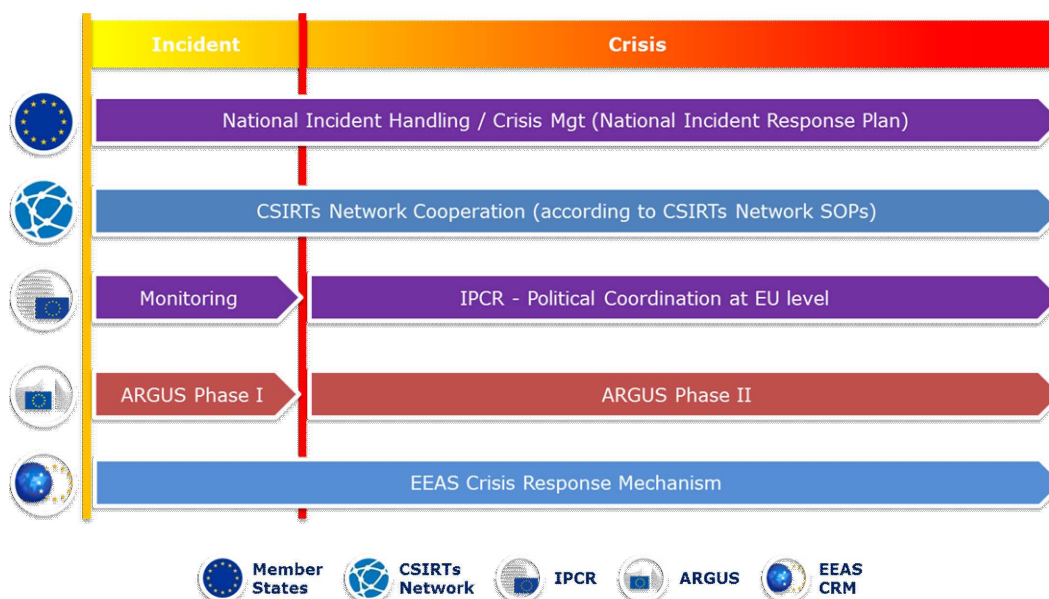 Incident
Crisis
National Incident Handling / Crisis Mgt (National Incident Response Plan)
CSIRTs Network Cooperation (according to CSIRTs Network SOPs)
Monitoring
IPCR - Political Coordination at EU level
ARGUS Phase I
ARGUS Phase II
EEAS Crisis Response Mechanism
Member
States
CSIRTs
Network
IPCR
ARGUS
EEAS
CRM